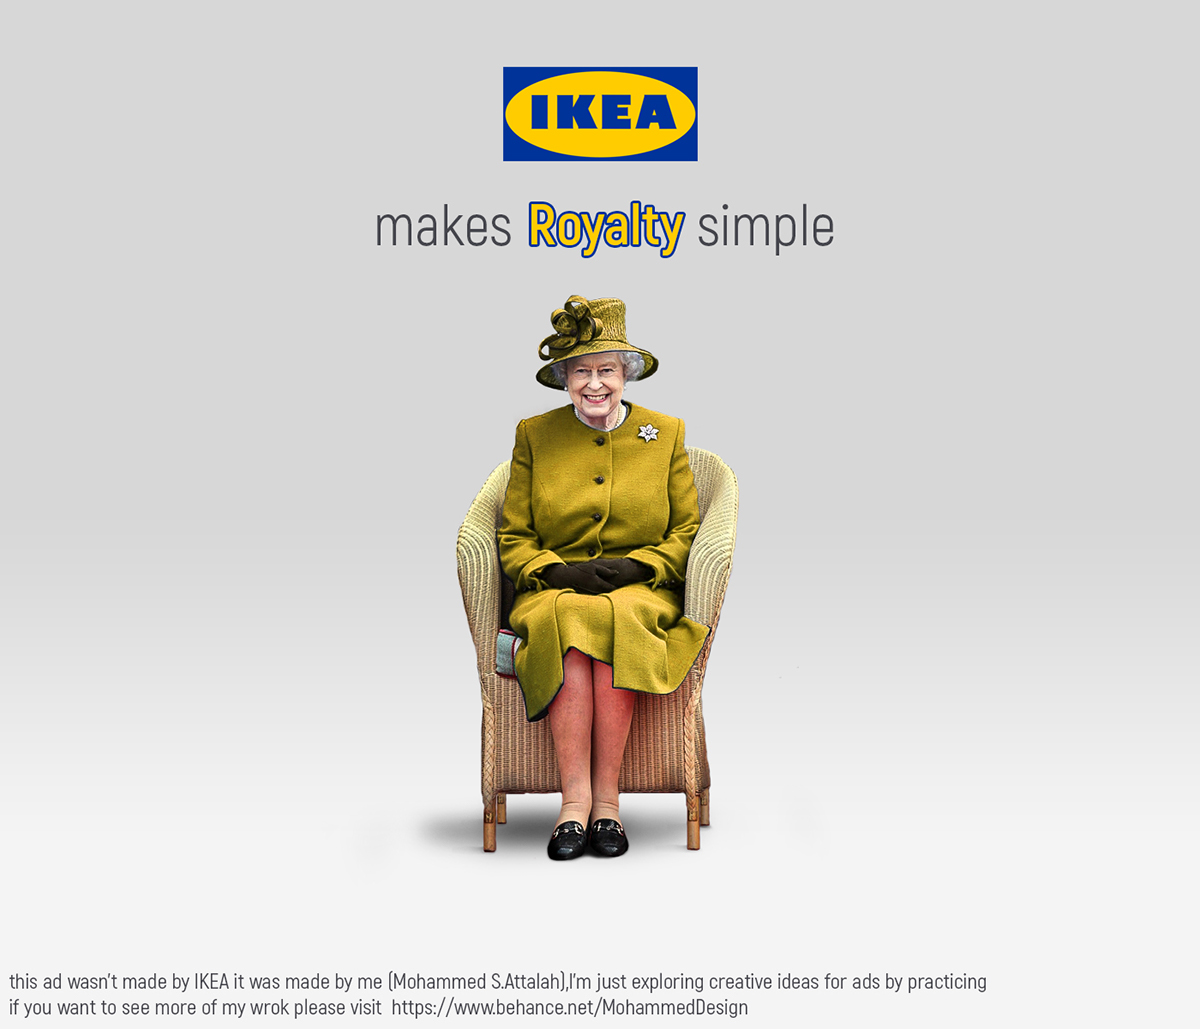 IKEA
makes Royalty simple
this ad wasn't made by IKEA it was made by me (Mohammed S.Attalah),I'm just exploring creative ideas for ads by practicing
if you want to see more of my wrok please visit https://www.behance.net/MohammedDesign